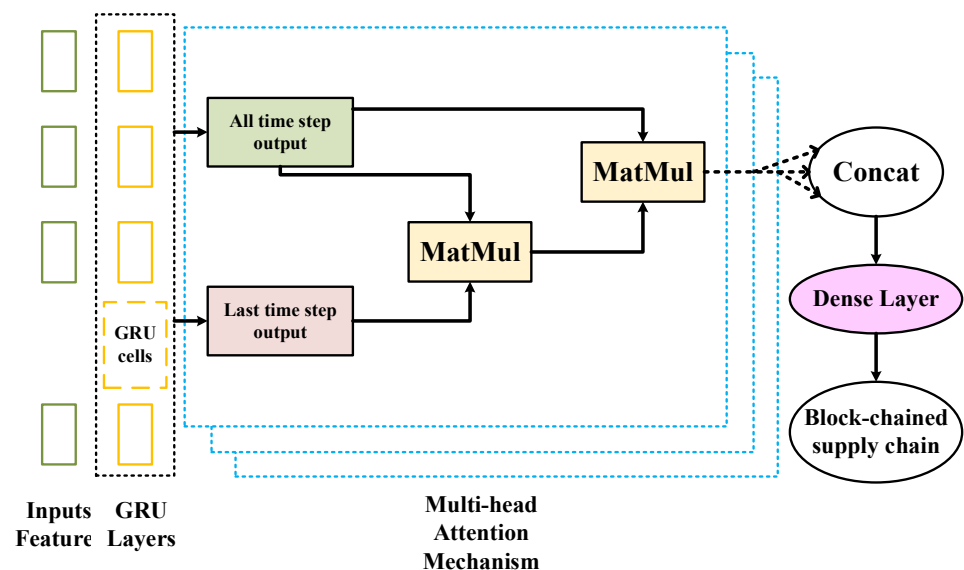 All time step
output
MatMul
Concat
MatMul
Dense Layer
Last time step
output
GRU
cells
Block-chained
supply chain
Inputs
Feature
GRU
Layers
Multi-head
Attention
Mechanism